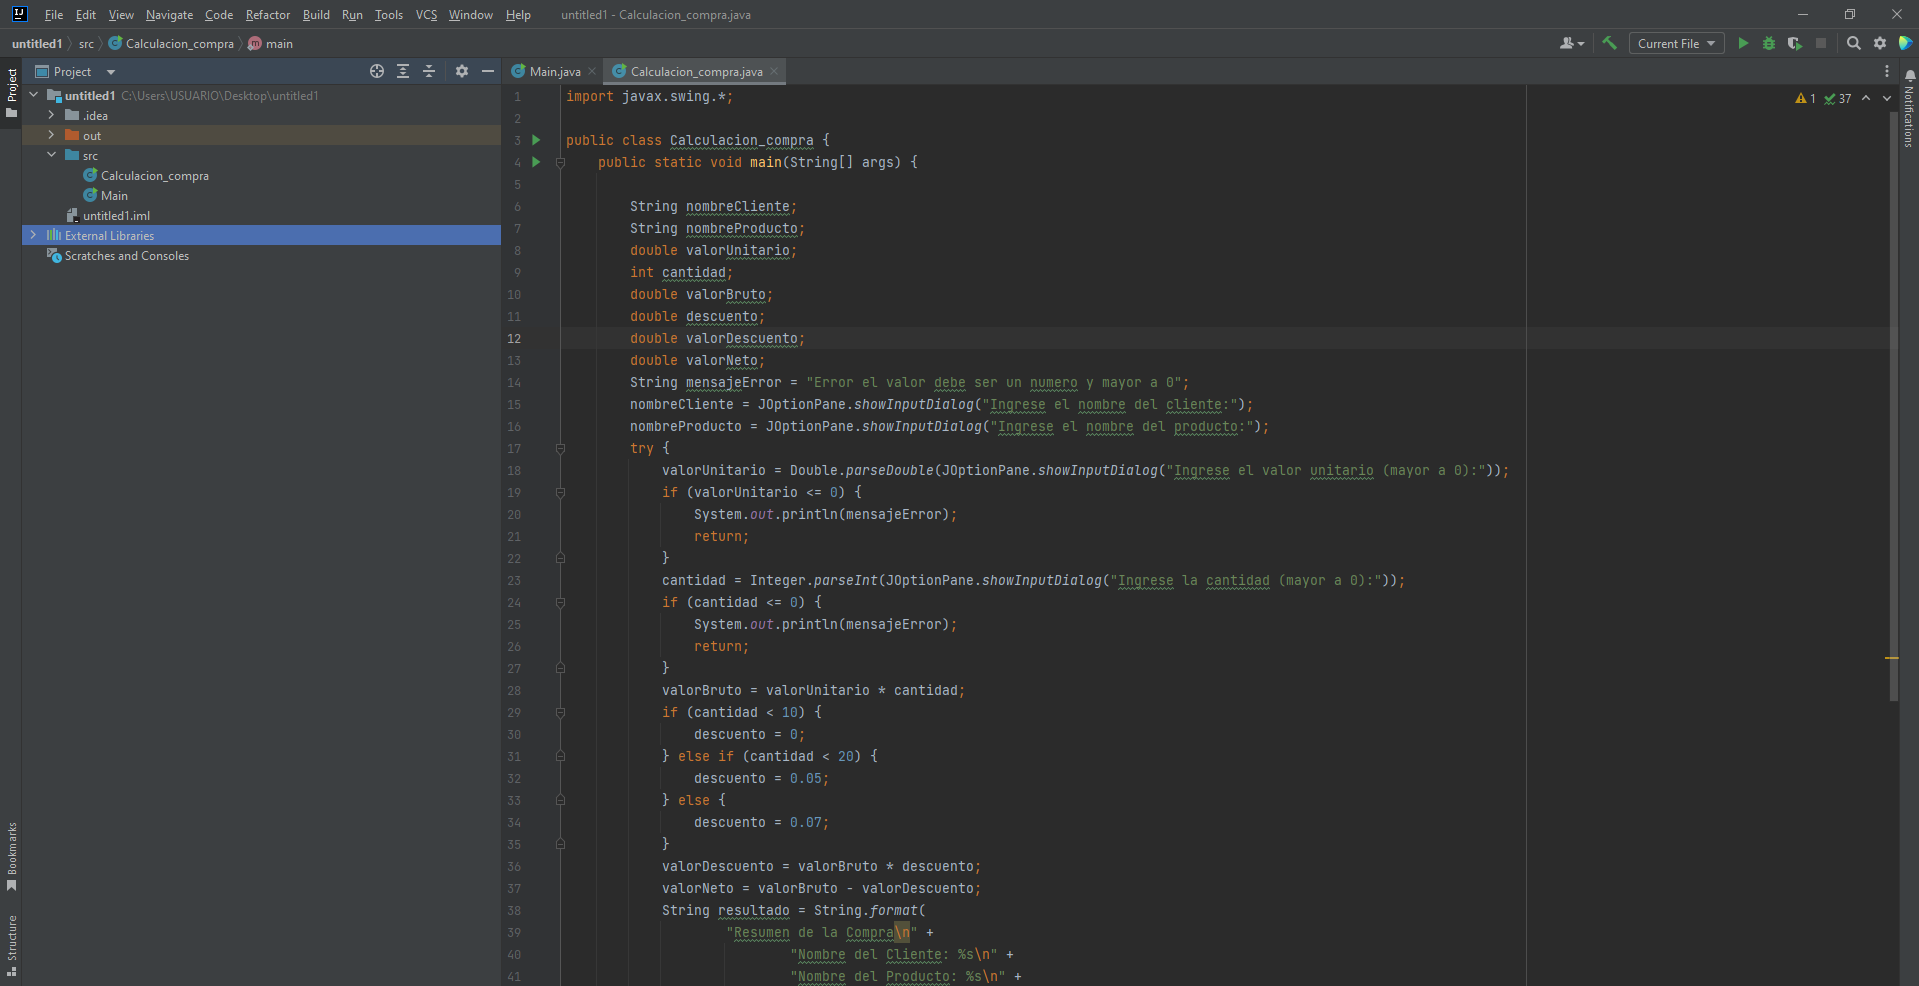 IJ File Edit View Navigate Code Refactor Build Run Tools VCS Window Help untitled1 - Calculacion_compra.java
untitled1 src Calculacion_compra m main Current File
Project Main.java Calculacion_compra.java
Project
untitled1 C:\Users\USUARIO\Desktop\untitled1
.idea
out
src
Calculacion_compra
Main
untitled1.iml
External Libraries
Scratches and Consoles
Bookmarks
Structure
1 import javax.swing.*;
2
3 public class Calculacion_compra {
4 public static void main(String[] args) {
5
6 String nombreCliente;
7 String nombreProducto;
8 double valorUnitario;
9 int cantidad;
10 double valorBruto;
11 double descuento;
12 double valorDescuento;
13 double valorNeto;
14 String mensajeError = "Error el valor debe ser un numero y mayor a 0";
15 nombreCliente = JOptionPane.showInputDialog("Ingrese el nombre del cliente:");
16 nombreProducto = JOptionPane.showInputDialog("Ingrese el nombre del producto:");
17 try {
18 valorUnitario = Double.parseDouble(JOptionPane.showInputDialog("Ingrese el valor unitario (mayor a 0):"));
19 if (valorUnitario <= 0) {
20 System.out.println(mensajeError);
21 return;
22 }
23 cantidad = Integer.parseInt(JOptionPane.showInputDialog("Ingrese la cantidad (mayor a 0):"));
24 if (cantidad <= 0) {
25 System.out.println(mensajeError);
26 return;
27 }
28 valorBruto = valorUnitario * cantidad;
29 if (cantidad < 10) {
30 descuento = 0;
31 } else if (cantidad < 20) {
32 descuento = 0.05;
33 } else {
34 descuento = 0.07;
35 }
36 valorDescuento = valorBruto * descuento;
37 valorNeto = valorBruto - valorDescuento;
38 String resultado = String.format(
39 "Resumen de la Compra\n" +
40 "Nombre del Cliente: %s\n" +
41 "Nombre del Producto: %s\n" +
1 37
Notifications